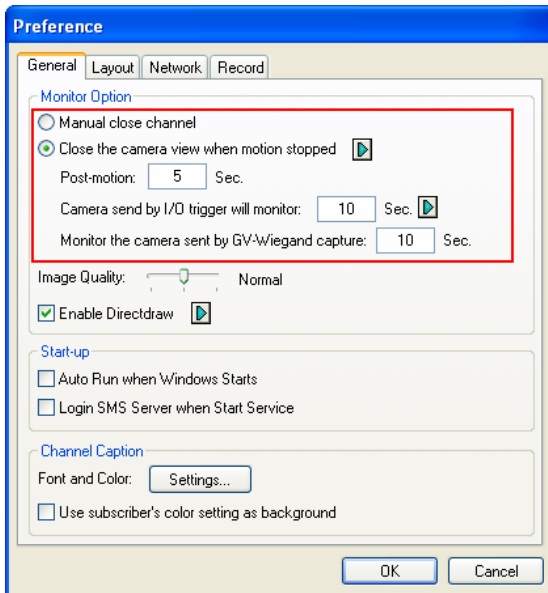 Preference
General Layout Network Record
Monitor Option
Manual close channel
Close the camera view when motion stopped
Post-motion: 5 Sec.
Camera send by I/O trigger will monitor: 10 Sec.
Monitor the camera sent by GV-Wiegand capture: 10 Sec.
Image Quality: Normal
Enable Directdraw
Start-up
Auto Run when Windows Starts
Login SMS Server when Start Service
Channel Caption
Font and Color: Settings...
Use subscriber's color setting as background
OK Cancel